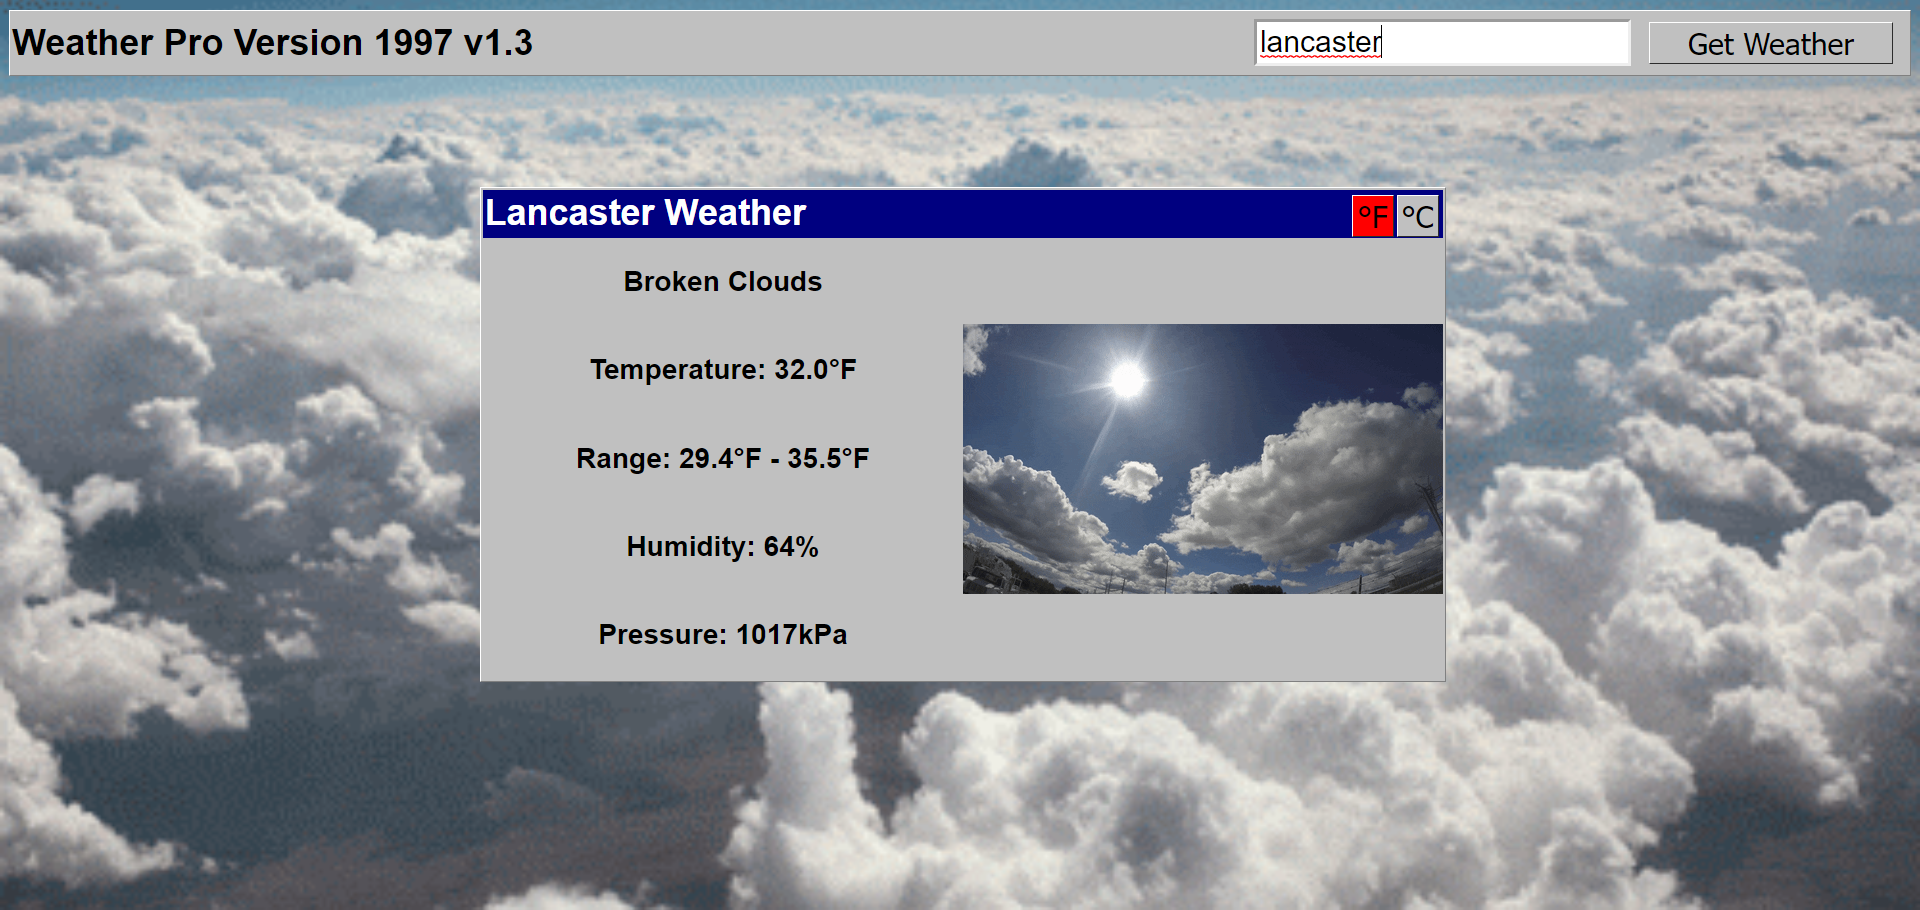 Weather Pro Version 1997 v1.3
lancaster
Get Weather
Lancaster Weather
°F
°C
Broken Clouds
Temperature: 32.0°F
Range: 29.4°F - 35.5°F
Humidity: 64%
Pressure: 1017kPa